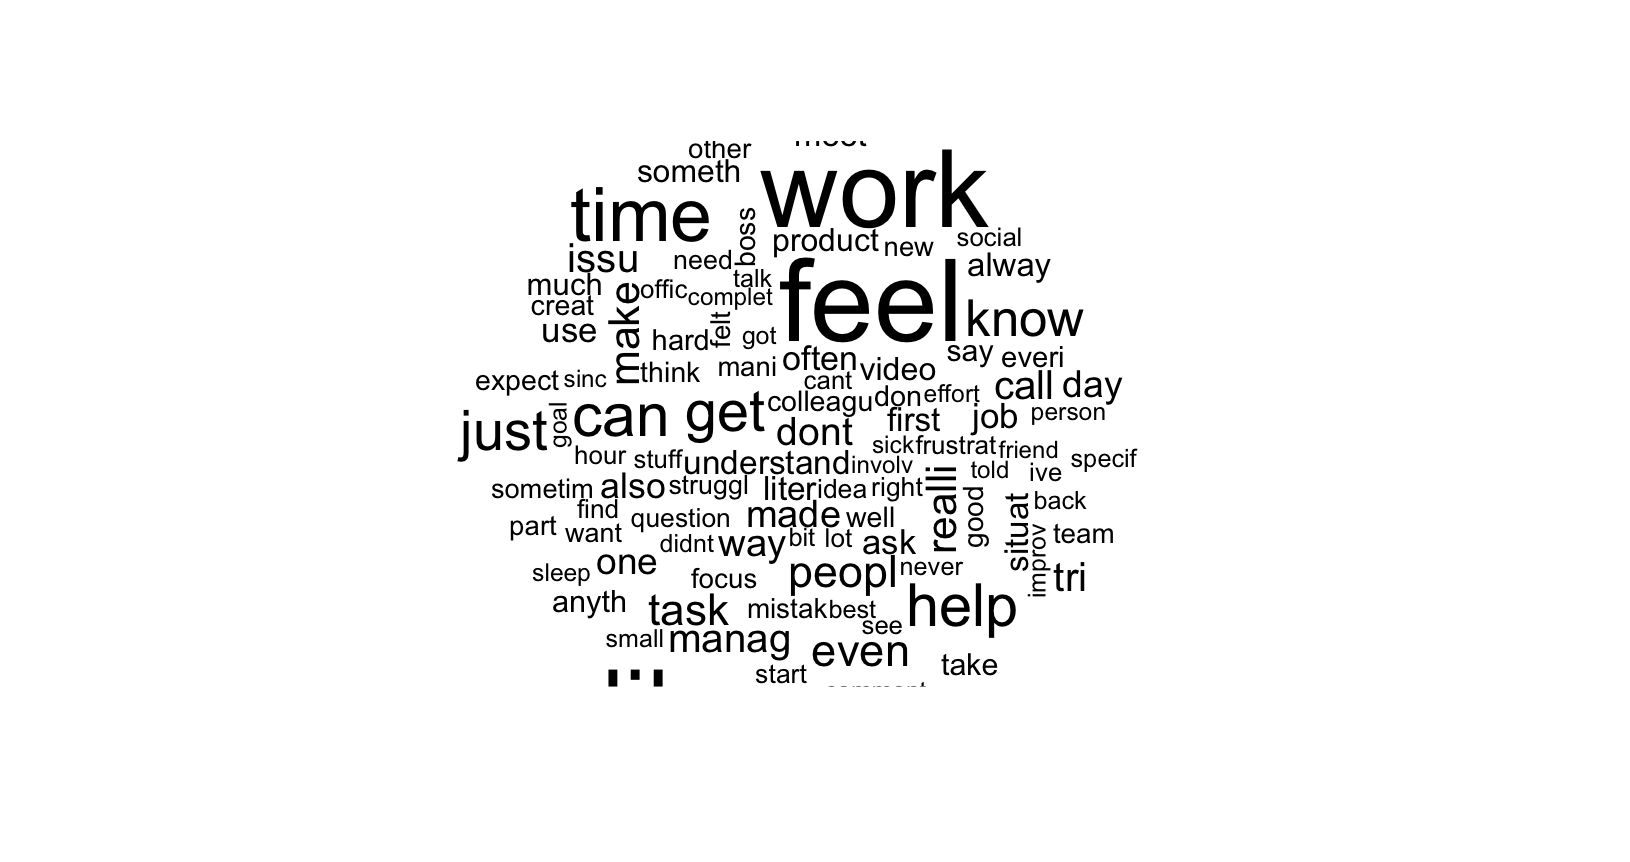 other
someth
work
time
boss
product new
social
issu
need
alway
talk
much
offic
complet
feel
creat
make
know
use
felt
hard
got
often
say
everi
video
think
mani
expect
sinc
cant
call
day
effort
don
colleagu
can
get
just
goal
first
job
person
dont
sick
frustrat
friend
hour
stuff
understand
involv
told
ive
specif
realli
sometim
also
struggl
liter
idea
right
good
situat
back
find
question
made
well
part
want
didnt
way
bit
lot
ask
team
improv
one
sleep
focus
peopl
never
tri
anyth
task
mistak
best
help
see
small
manag
even
start
take